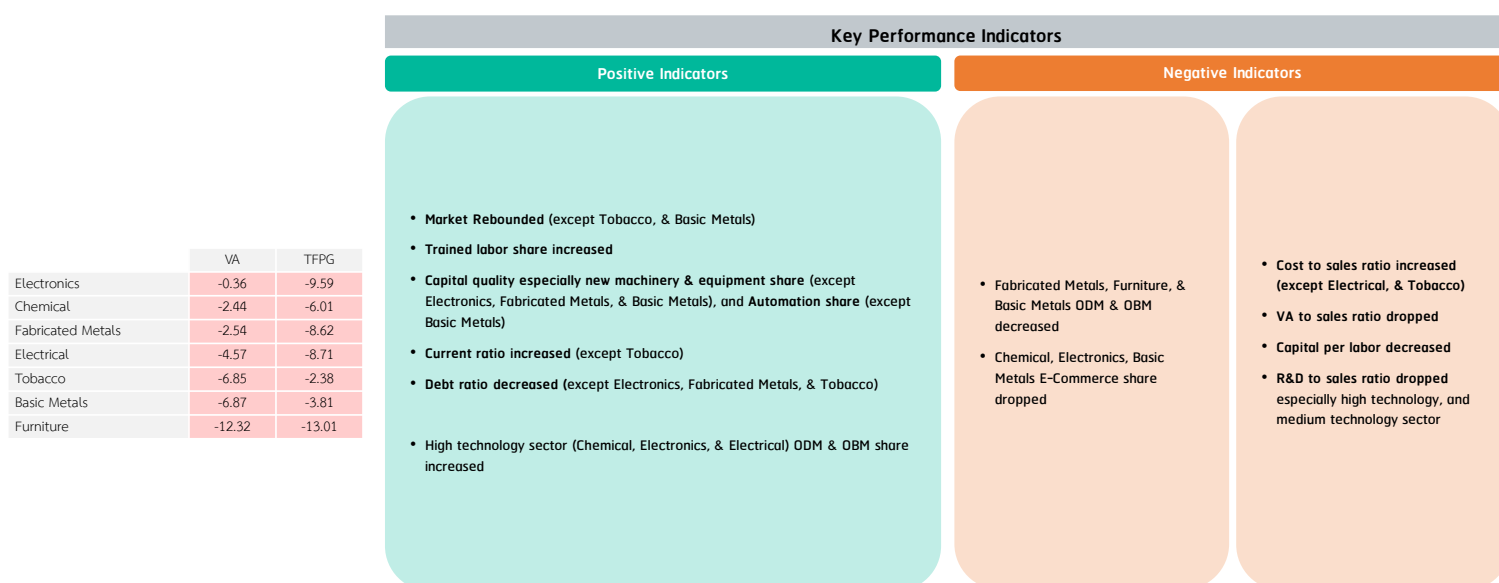 Key Performance Indicators
Positive Indicators
Negative Indicators
VA TFPG
Electronics -0.36 -9.59
Chemical -2.44 -6.01
Fabricated Metals -2.54 -8.62
Electrical -4.57 -8.71
Tobacco -6.85 -2.38
Basic Metals -6.87 -3.81
Furniture -12.32 -13.01
• Market Rebounded (except Tobacco, & Basic Metals)
• Trained labor share increased
• Capital quality especially new machinery & equipment share (except
Electronics, Fabricated Metals, & Basic Metals), and Automation share (except
Basic Metals)
• Current ratio increased (except Tobacco)
• Debt ratio decreased (except Electronics, Fabricated Metals, & Tobacco)
• High technology sector (Chemical, Electronics, & Electrical) ODM & OBM share
increased
• Fabricated Metals, Furniture, &
Basic Metals ODM & OBM
decreased
• Chemical, Electronics, Basic
Metals E-Commerce share
dropped
• Cost to sales ratio increased
(except Electrical, & Tobacco)
• VA to sales ratio dropped
• Capital per labor decreased
• R&D to sales ratio dropped
especially high technology, and
medium technology sector